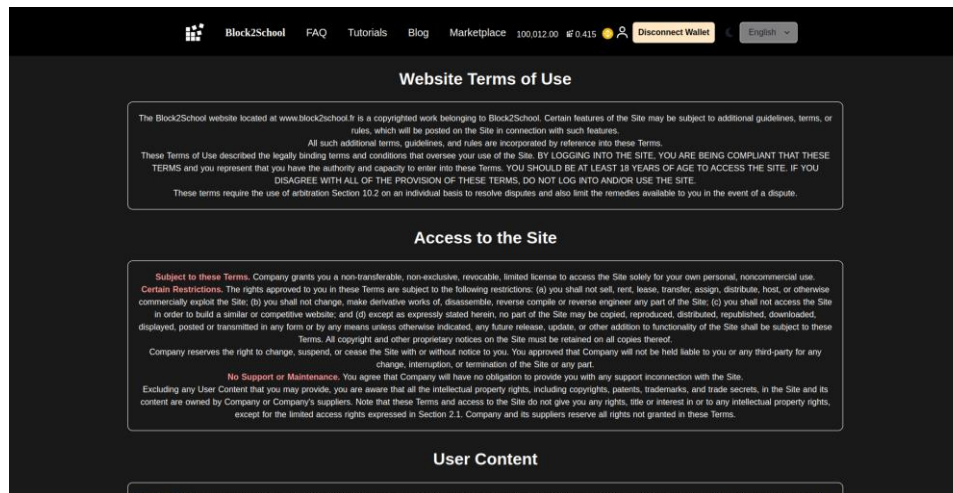 Block2School FAQ Tutorials Blog Marketplace 100,012.00 0.415 Disconnect Wallet English
Website Terms of Use
The Block2School website located at www.block2school.fr is a copyrighted work belonging to Block2School. Certain features of the Site may be subject to additional guidelines, terms, or
rules, which will be posted on the Site in connection with such features.
All such additional terms, guidelines, and rules are incorporated by reference into these Terms.
These Terms of Use described the legally binding terms and conditions that oversee your use of the Site. BY LOGGING INTO THE SITE, YOU ARE BEING COMPLIANT THAT THESE
TERMS and you represent that you have the authority and capacity to enter into these Terms. YOU SHOULD BE AT LEAST 18 YEARS OF AGE TO ACCESS THE SITE. IF YOU
DISAGREE WITH ALL OF THE PROVISION OF THESE TERMS, DO NOT LOG INTO AND/OR USE THE SITE.
These terms require the use of arbitration Section 10.2 on an individual basis to resolve disputes and also limit the remedies available to you in the event of a dispute.
Access to the Site
Subject to these Terms. Company grants you a non-transferable, non-exclusive, revocable, limited license to access the Site solely for your own personal, noncommercial use.
Certain Restrictions. The rights approved to you in these Terms are subject to the following restrictions: (a) you shall not sell, rent, lease, transfer, assign, distribute, host, or otherwise
commercially exploit the Site; (b) you shall not change, make derivative works of, disassemble, reverse compile or reverse engineer any part of the Site; (c) you shall not access the Site
in order to build a similar or competitive website; and (d) except as expressly stated herein, no part of the Site may be copied, reproduced, distributed, republished, downloaded,
displayed, posted or transmitted in any form or by any means unless otherwise indicated, any future release, update, or other addition to functionality of the Site shall be subject to these
Terms. All copyright and other proprietary notices on the Site must be retained on all copies thereof.
Company reserves the right to change, suspend, or cease the Site with or without notice to you. You approved that Company will not be held liable to you or any third-party for any
change, interruption, or termination of the Site or any part.
No Support or Maintenance. You agree that Company will have no obligation to provide you with any support inconnection with the Site.
Excluding any User Content that you may provide, you are aware that all the intellectual property rights, including copyrights, patents, trademarks, and trade secrets, in the Site and its
content are owned by Company or Company's suppliers. Note that these Terms and access to the Site do not give you any rights, title or interest in or to any intellectual property rights,
except for the limited access rights expressed in Section 2.1. Company and its suppliers reserve all rights not granted in these Terms.
User Content